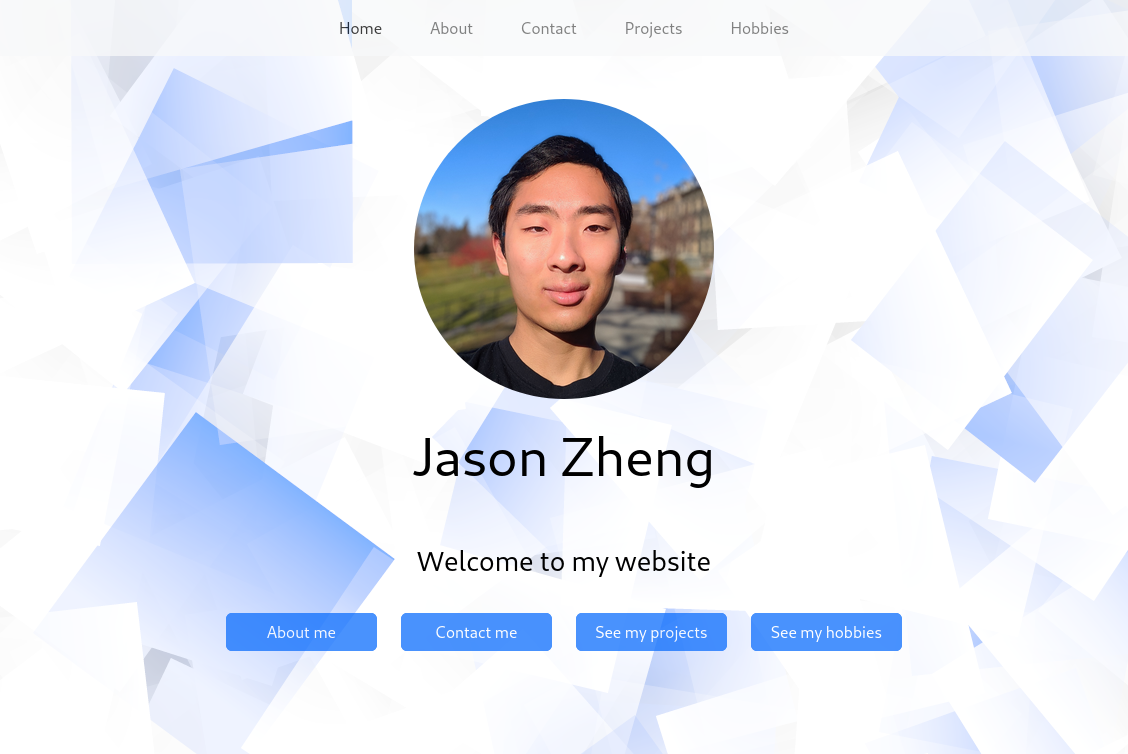 Home About Contact Projects Hobbies
Jason Zheng
Welcome to my website
About me Contact me See my projects See my hobbies